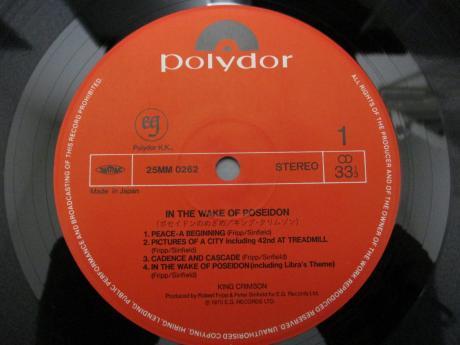 polydor
ALL RIGHTS OF THE PRODUCER AND OF THE OWNER OF THE WORK REPRODUCED RESERVED. UNAUTHORISED COPYING, HIRING, LENDING, PUBLIC PERFORMANCE AND BROADCASTING OF THIS RECORD PROHIBITED.
eg
Polydor K.K.
1
25MM 0262
STEREO
33⅓
Made in Japan
IN THE WAKE OF POSEIDON
(ポセイドンのめざめ/キング・クリムゾン)
1. PEACE-A BEGINNING (Fripp/Sinfield)
2. PICTURES OF A CITY including 42nd AT TREADMILL
(Fripp/Sinfield)
3. CADENCE AND CASCADE (Fripp/Sinfield)
4. IN THE WAKE OF POSEIDON (including Libra's Theme)
(Fripp/Sinfield)
KING CRIMSON
Produced by Robert Fripp & Peter Sinfield for E.G. Records Ltd.
℗ 1970 E.G. RECORDS LTD.